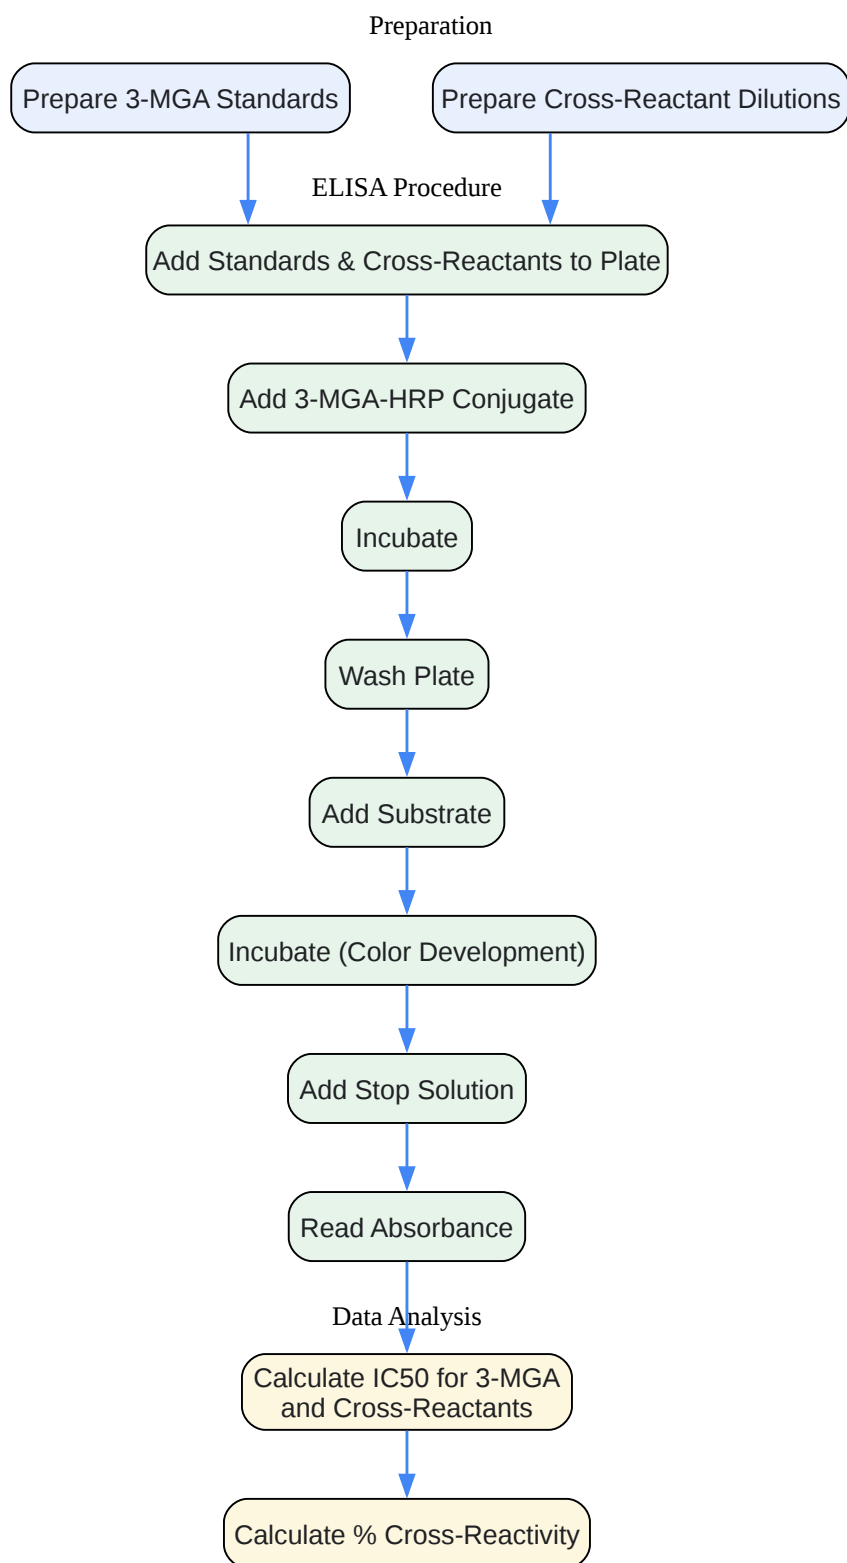 Preparation
Prepare 3-MGA Standards
Prepare Cross-Reactant Dilutions
ELISA Procedure
Add Standards & Cross-Reactants to Plate
Add 3-MGA-HRP Conjugate
Incubate
Wash Plate
Add Substrate
Incubate (Color Development)
Add Stop Solution
Read Absorbance
Data Analysis
Calculate IC50 for 3-MGA
and Cross-Reactants
Calculate % Cross-Reactivity